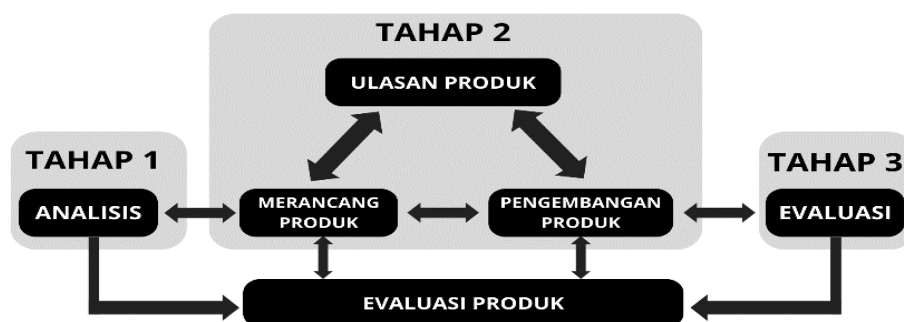 TAHAP 2
ULASAN PRODUK
TAHAP 1
TAHAP 3
ANALISIS
MERANCANG
PRODUK
PENGEMBANGAN
PRODUK
EVALUASI
EVALUASI PRODUK